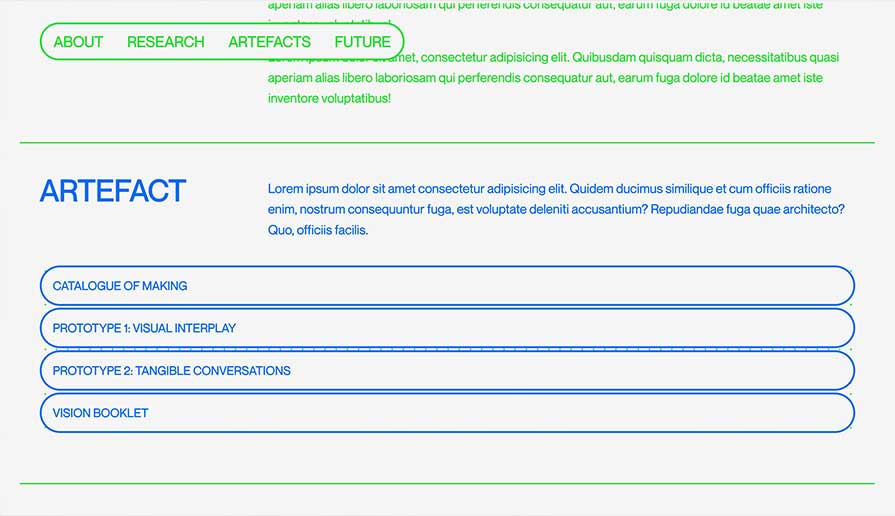 aperiam alias libero laboriosam qui perferendis consequatur aut, earum fuga dolore id beatae amet iste
ABOUT RESEARCH ARTEFACTS FUTURE
amet, consectetur adipisicing elit. Quibusdam quisquam dicta, necessitatibus quasi
aperiam alias libero laboriosam qui perferendis consequatur aut, earum fuga dolore id beatae amet iste
inventore voluptatibus!
ARTEFACT
Lorem ipsum dolor sit amet consectetur adipisicing elit. Quidem ducimus similique et cum officiis ratione
enim, nostrum consequuntur fuga, est voluptate deleniti accusantium? Repudiandae fuga quae architecto?
Quo, officiis facilis.
CATALOGUE OF MAKING
PROTOTYPE 1: VISUAL INTERPLAY
PROTOTYPE 2: TANGIBLE CONVERSATIONS
VISION BOOKLET